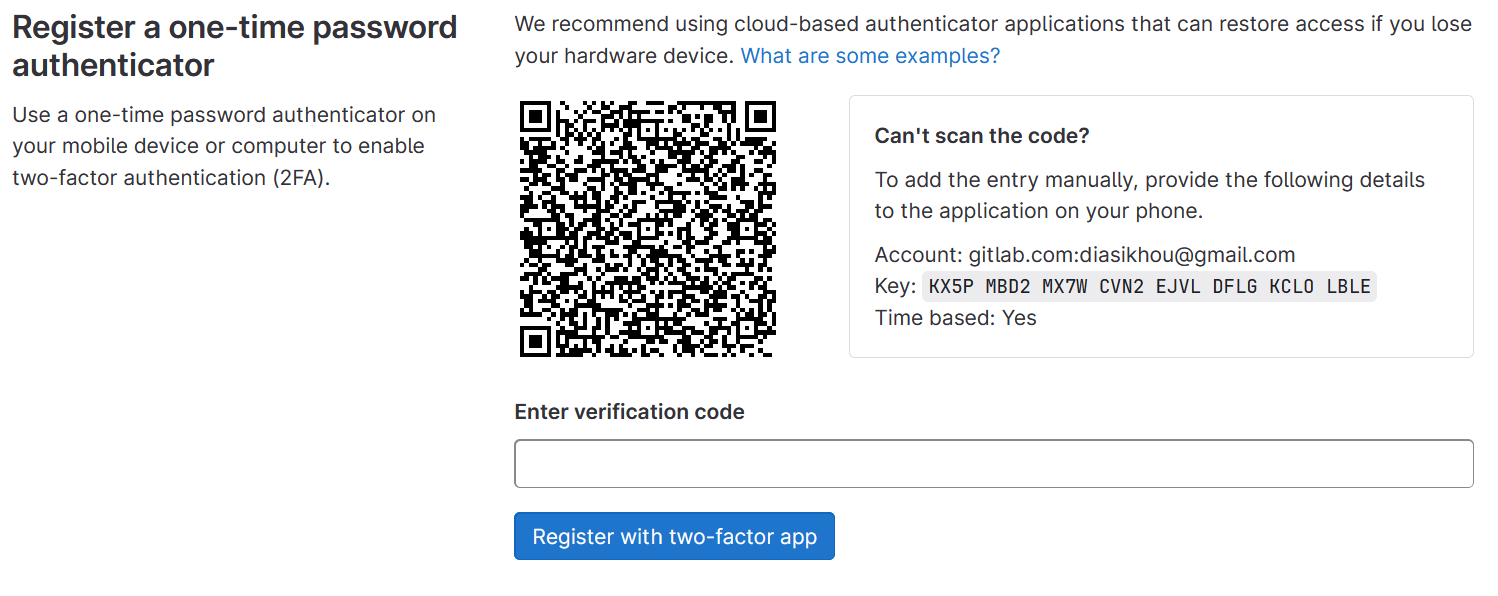 Register a one-time password
authenticator
Use a one-time password authenticator on
your mobile device or computer to enable
two-factor authentication (2FA).
We recommend using cloud-based authenticator applications that can restore access if you lose
your hardware device. What are some examples?
Can't scan the code?
To add the entry manually, provide the following details
to the application on your phone.
Account: gitlab.com:diasikhou@gmail.com
Key: KX5P MBD2 MX7W CVN2 EJVL DFLG KCLO LBLE
Time based: Yes
Enter verification code
Register with two-factor app